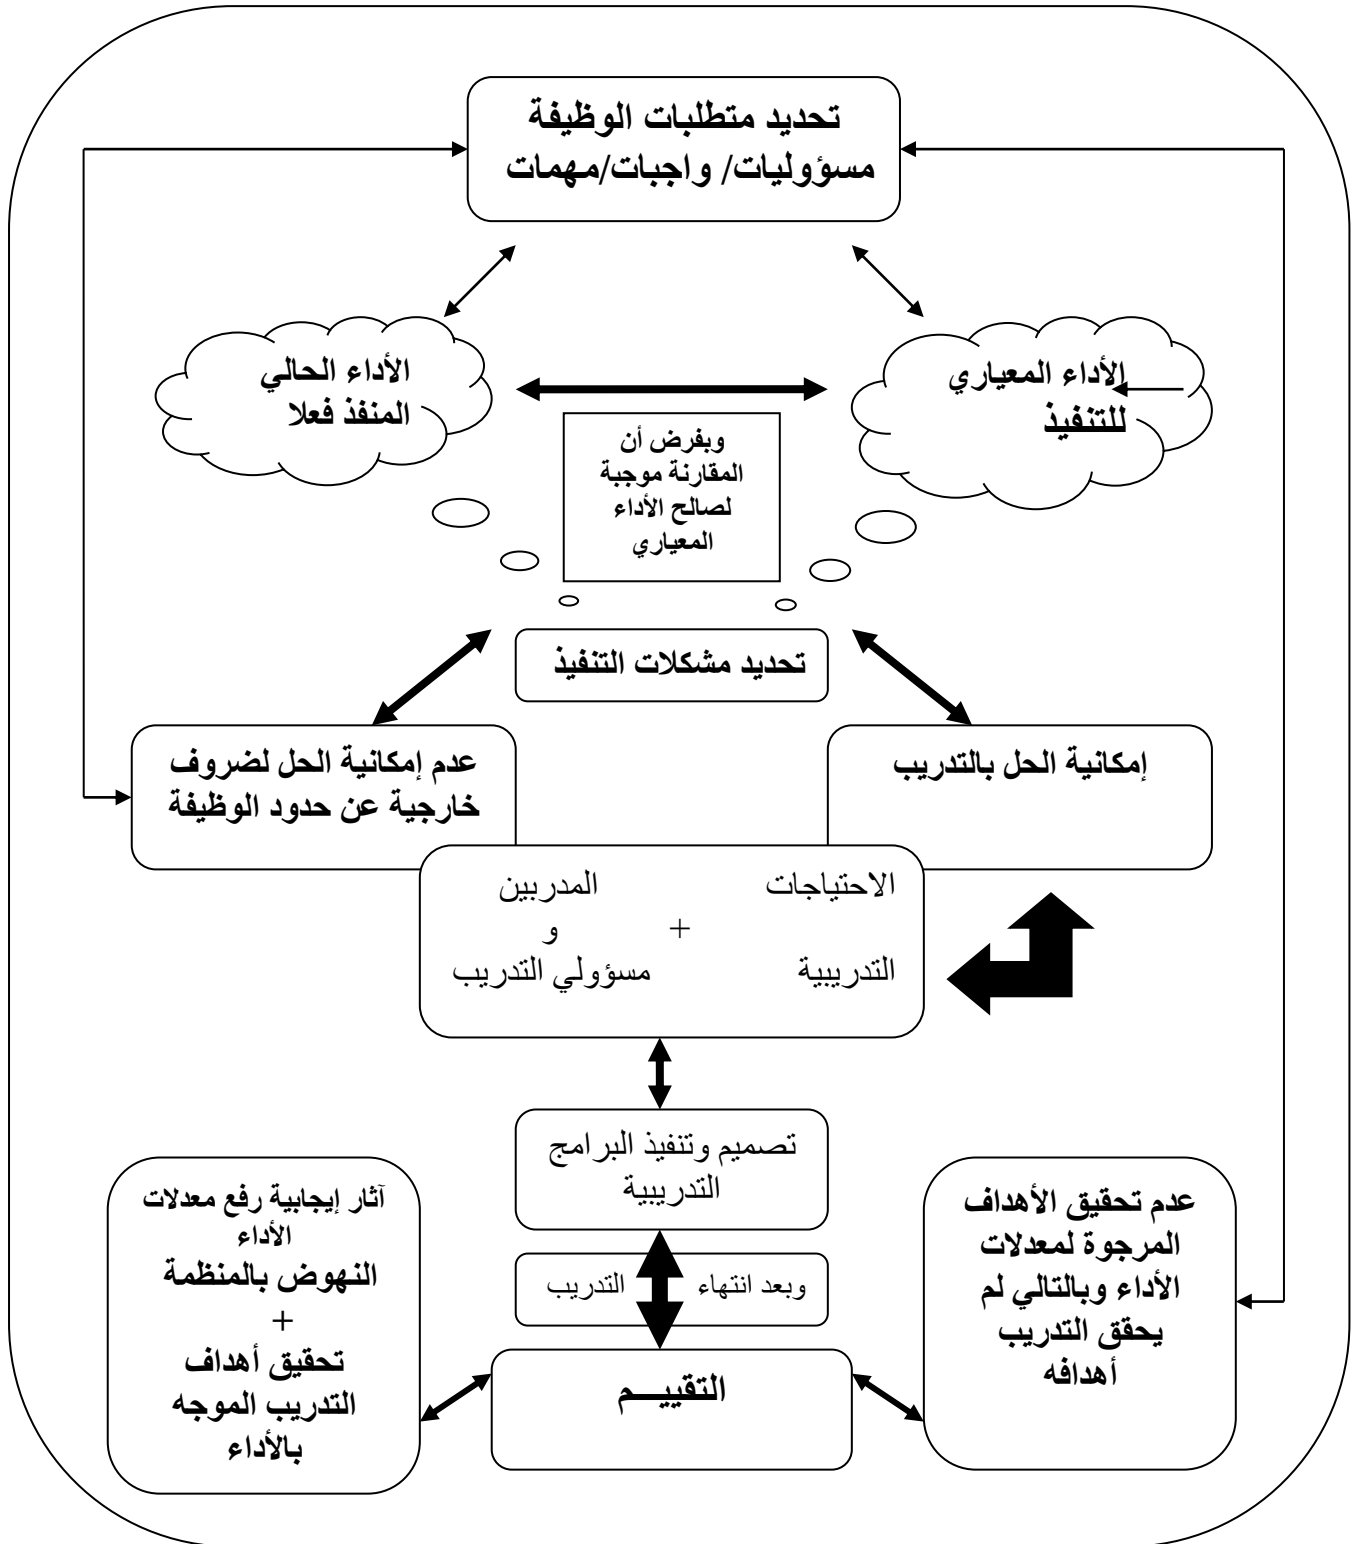 تحديد متطلبات الوظيفة
مسؤوليات/ واجبات/مهمات
الأداء المعياري
للتنفيذ
الأداء الحالي
المنفذ فعلا
وبفرض أن
المقارنة موجبة
لصالح الأداء
المعياري
تحديد مشكلات التنفيذ
إمكانية الحل بالتدريب
عدم إمكانية الحل لضروف
خارجية عن حدود الوظيفة
الاحتياجات المدربين
+ و
التدريبية مسؤولي التدريب
تصميم وتنفيذ البرامج
التدريبية
وبعد انتهاء التدريب
عدم تحقيق الأهداف
المرجوة لمعدلات
الأداء وبالتالي لم
يحقق التدريب
أهدافه
آثار إيجابية رفع معدلات
الأداء
النهوض بالمنظمة
+
تحقيق أهداف
التدريب الموجه
بالأداء
التقييـــم